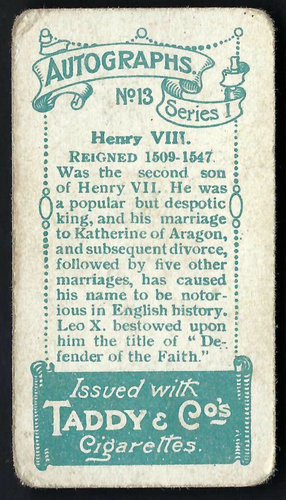 AUTOGRAPHS.
No13
Series I
Henry VIII.
REIGNED 1509-1547.
Was the second son
of Henry VII. He was
a popular but despotic
king, and his marriage
to Katherine of Aragon,
and subsequent divorce,
followed by five other
marriages, has caused
his name to be notor-
ious in English history.
Leo X. bestowed upon
him the title of " De-
fender of the Faith."
Issued with
TADDY & Co's
Cigarettes.